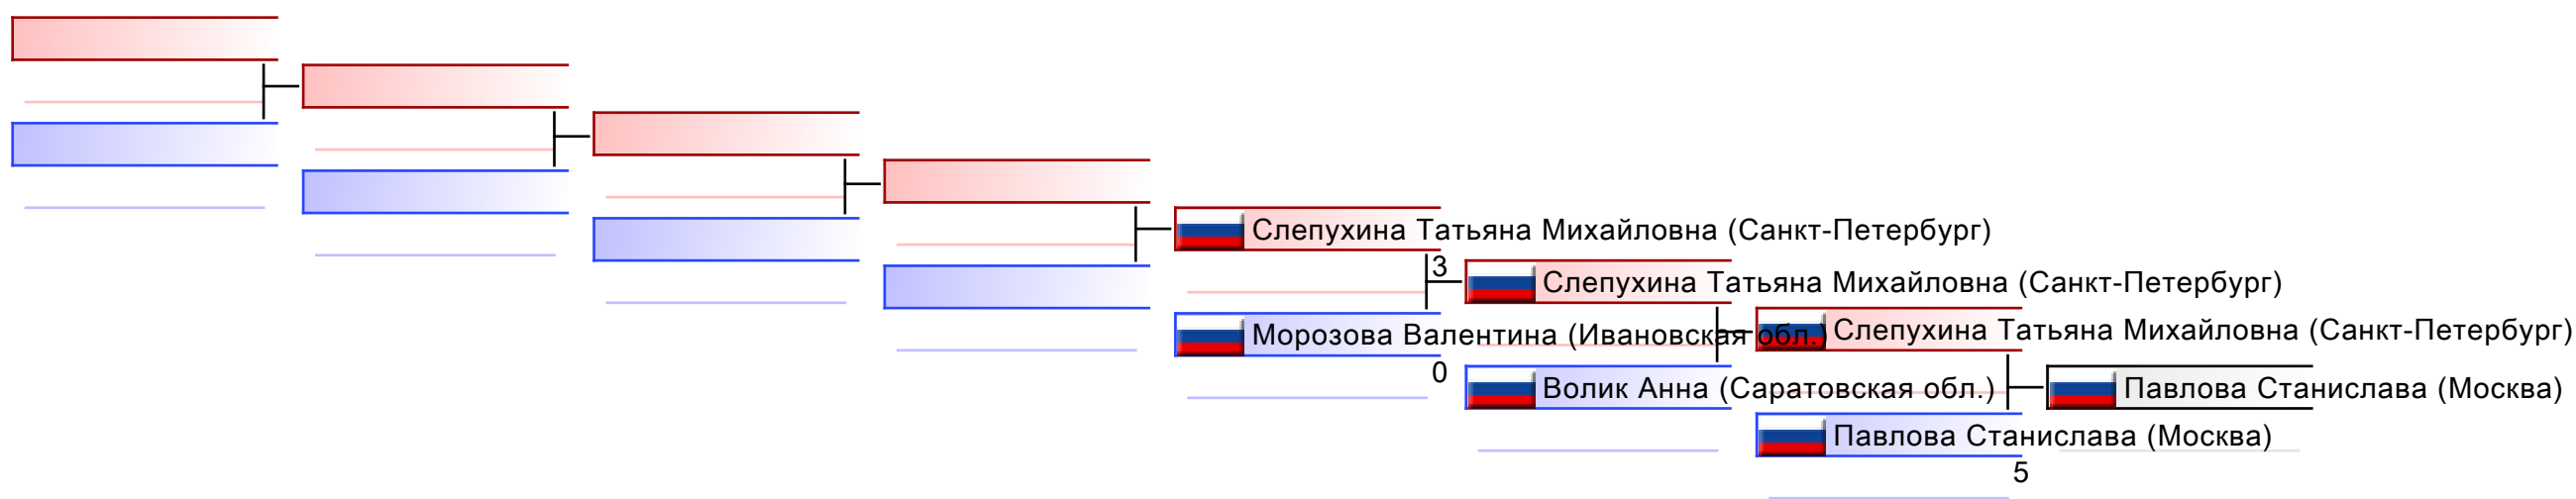 Слепухина Татьяна Михайловна (Санкт-Петербург)
3
Слепухина Татьяна Михайловна (Санкт-Петербург)
Морозова Валентина (Ивановская обл.)
Слепухина Татьяна Михайловна (Санкт-Петербург)
0
Волик Анна (Саратовская обл.)
Павлова Станислава (Москва)
Павлова Станислава (Москва)
5